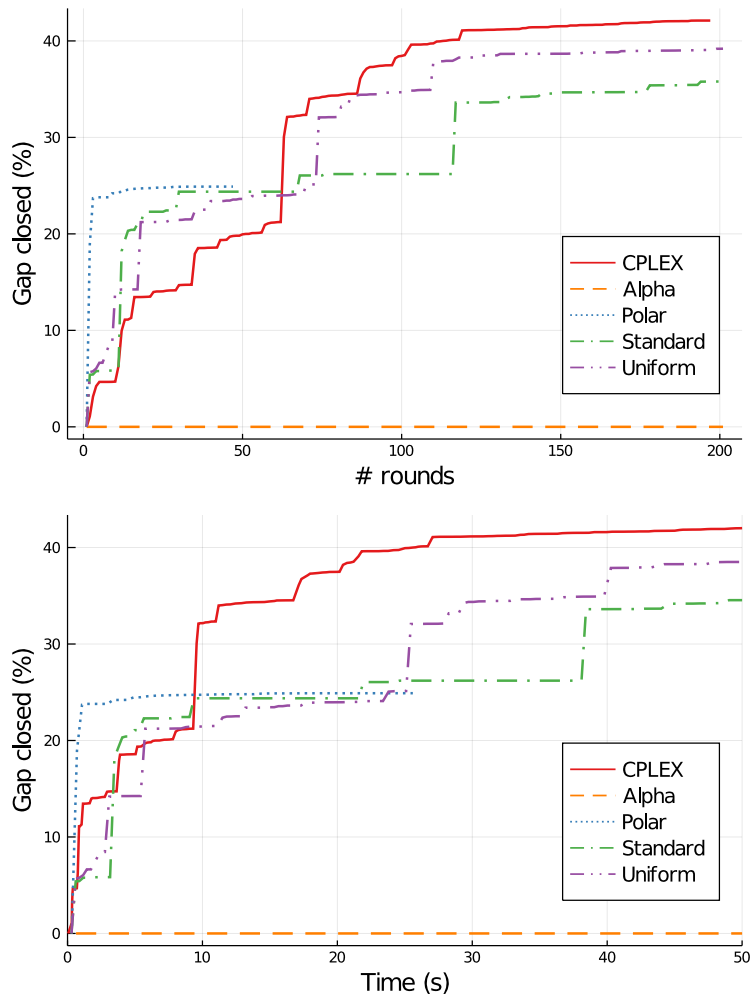 Gap closed (%)
40
30
20
10
0
CPLEX
Alpha
Polar
Standard
Uniform
0 50 100 150 200
# rounds
Gap closed (%)
40
30
20
10
0
CPLEX
Alpha
Polar
Standard
Uniform
0 10 20 30 40 50
Time (s)